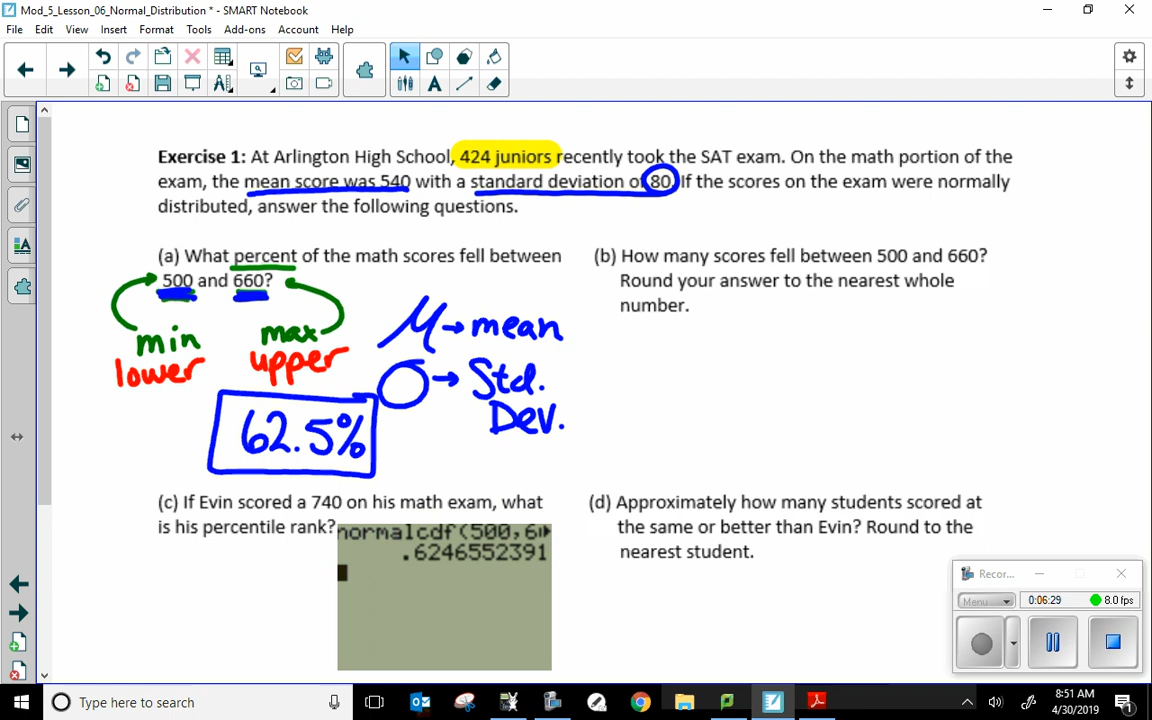 Mod_5_Lesson_06_Normal_Distribution * - SMART Notebook
File Edit View Insert Format Tools Add-ons Account Help
Exercise 1: At Arlington High School, 424 juniors recently took the SAT exam. On the math portion of the
exam, the mean score was 540 with a standard deviation of 80. If the scores on the exam were normally
distributed, answer the following questions.
(a) What percent of the math scores fell between
500 and 660?
min
max
lower
upper
μ → mean
σ → Std.
Dev.
62.5%
(b) How many scores fell between 500 and 660?
Round your answer to the nearest whole
number.
(c) If Evin scored a 740 on his math exam, what
is his percentile rank?
normalcdf(500,6
.6246552391
(d) Approximately how many students scored at
the same or better than Evin? Round to the
nearest student.
Recor...
Menu
0:06:29
8.0 fps
Type here to search
8:51 AM
4/30/2019
1